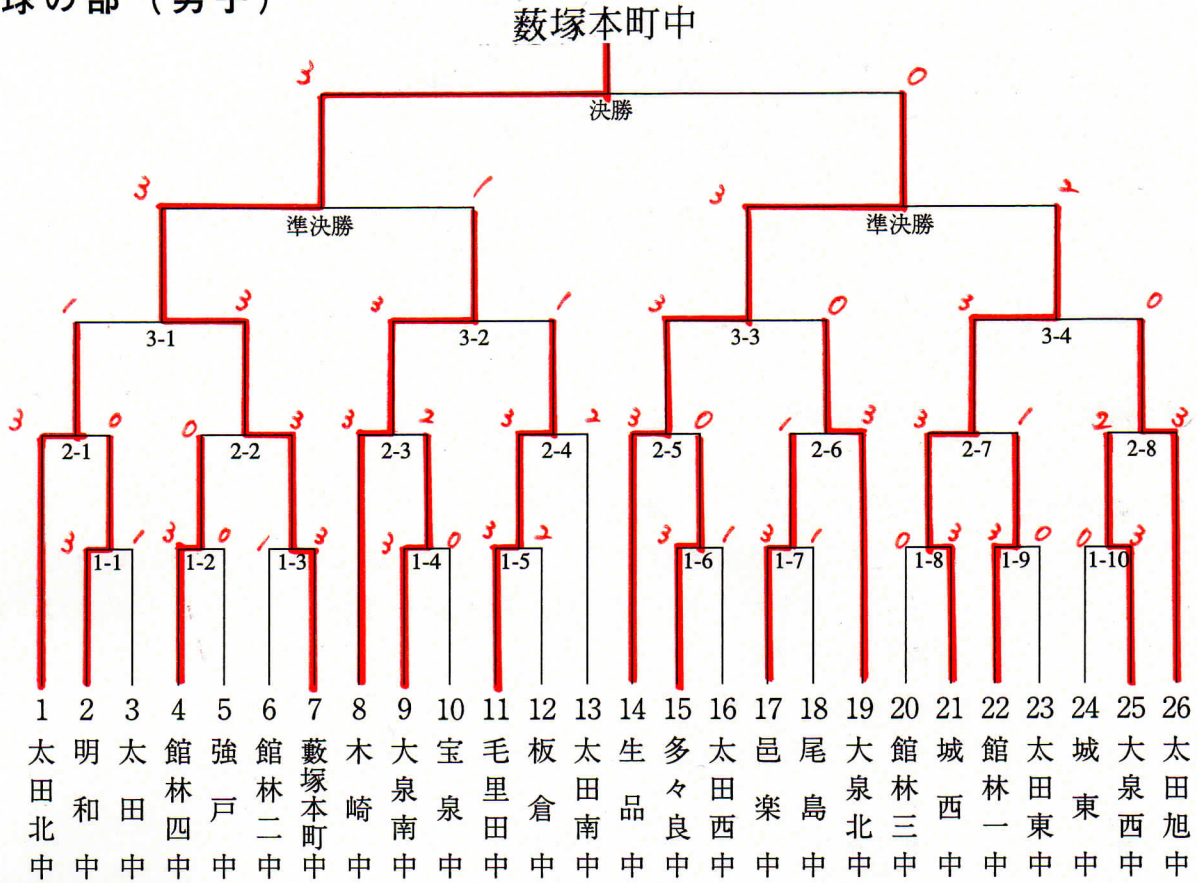 球の部（男子）
薮塚本町中
3 0
決勝
3 1 3 2
準決勝 準決勝
1 3 3 1 3 0 3 0
3-1 3-2 3-3 3-4
3 0 0 3 3 2 3 2 3 0 1 3 3 1 2 3
2-1 2-2 2-3 2-4 2-5 2-6 2-7 2-8
3 1 3 0 1 3 3 0 3 2 3 1 3 1 0 3 3 0 0 3
1-1 1-2 1-3 1-4 1-5 1-6 1-7 1-8 1-9 1-10
1 2 3 4 5 6 7 8 9 10 11 12 13 14 15 16 17 18 19 20 21 22 23 24 25 26
太田北中
明和中
太田中
館林四中
強戸中
館林二中
藪塚本町中
木崎中
大泉南中
宝泉中
毛里田中
板倉中
太田南中
生品中
多々良中
太田西中
邑楽中
尾島中
大泉北中
館林三中
城西中
館林一中
太田東中
城東中
大泉西中
太田旭中